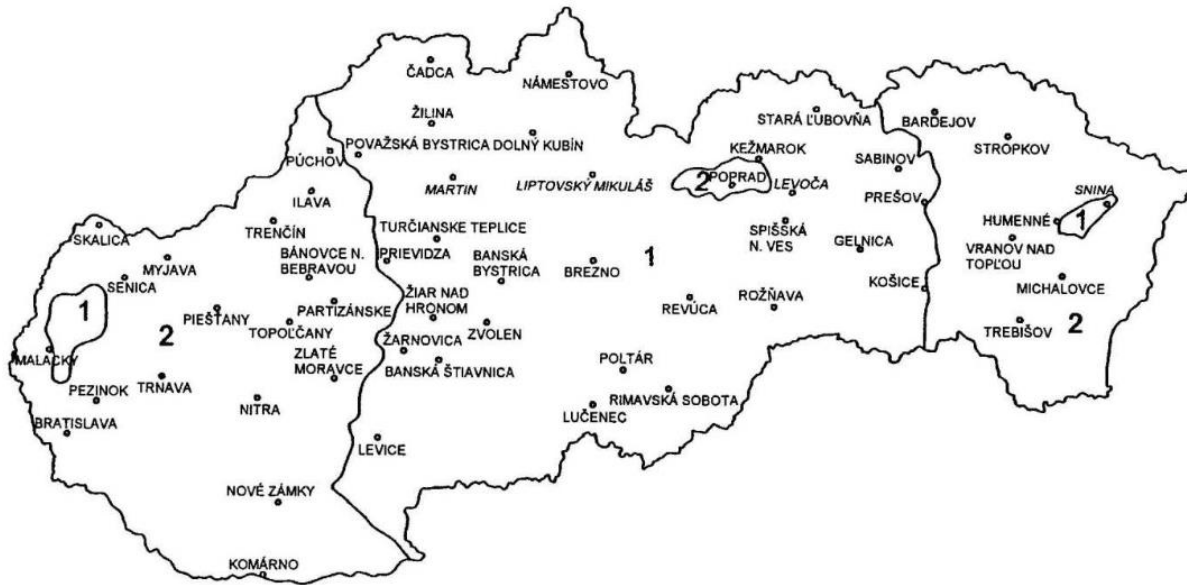 ČADCA
NÁMESTOVO
ŽILINA
STARÁ ĽUBOVŇA
BARDEJOV
PÚCHOV
POVAŽSKÁ BYSTRICA
DOLNÝ KUBÍN
KEŽMAROK
SABINOV
STROPKOV
ILAVA
MARTIN
LIPTOVSKÝ MIKULÁŠ
2
POPRAD
LEVOČA
PREŠOV
SNINA
SKALICA
TRENČÍN
TURČIANSKE TEPLICE
SPIŠSKÁ
N. VES
HUMENNÉ
1
MYJAVA
BÁNOVCE N.
BEBRAVOU
PRIEVIDZA
BANSKÁ
BYSTRICA
BREZNO
1
GELNICA
VRANOV NAD
TOPĽOU
SENICA
KOŠICE
MICHALOVCE
1
PIEŠŤANY
2
TOPOĽČANY
PARTIZÁNSKE
ŽIAR NAD
HRONOM
ZVOLEN
REVÚCA
ROŽŇAVA
TREBIŠOV
2
MALACKY
ZLATÉ
MORAVCE
ŽARNOVICA
BANSKÁ ŠTIAVNICA
POLTÁR
PEZINOK
TRNAVA
NITRA
RIMAVSKÁ SOBOTA
LUČENEC
BRATISLAVA
LEVICE
NOVÉ ZÁMKY
KOMÁRNO